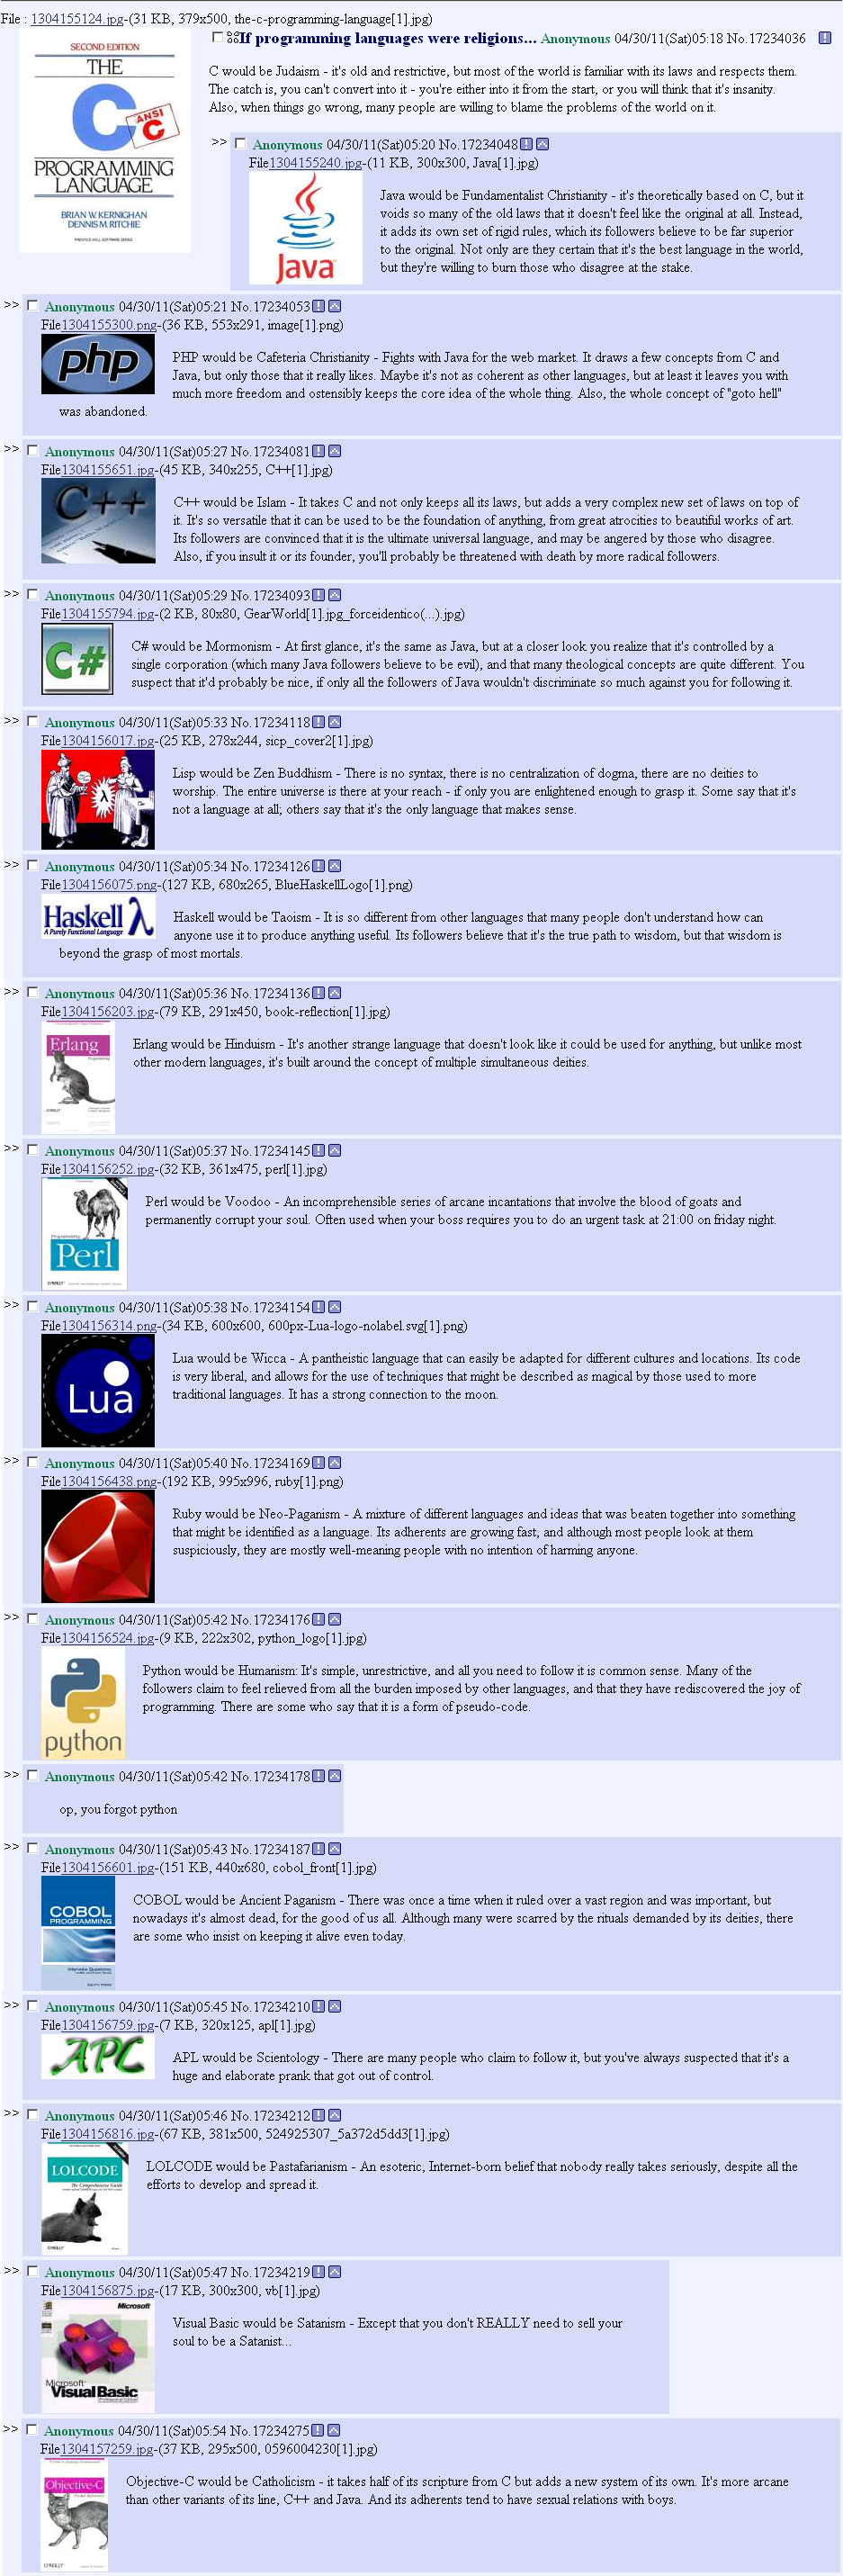 File : 1304155124.jpg-(31 KB, 379x500, the-c-programming-language[1].jpg)
SECOND EDITION
THE
C
ANSI
C
PROGRAMMING
LANGUAGE
BRIAN W. KERNIGHAN
DENNIS M. RITCHIE
PRENTICE HALL SOFTWARE SERIES
If programming languages were religions... Anonymous 04/30/11(Sat)05:18 No.17234036
C would be Judaism - it's old and restrictive, but most of the world is familiar with its laws and respects them.
The catch is, you can't convert into it - you're either into it from the start, or you will think that it's insanity.
Also, when things go wrong, many people are willing to blame the problems of the world on it.
>> Anonymous 04/30/11(Sat)05:20 No.17234048
File1304155240.jpg-(11 KB, 300x300, Java[1].jpg)
Java
Java would be Fundamentalist Christianity - it's theoretically based on C, but it
voids so many of the old laws that it doesn't feel like the original at all. Instead,
it adds its own set of rigid rules, which its followers believe to be far superior
to the original. Not only are they certain that it's the best language in the world,
but they're willing to burn those who disagree at the stake.
>> Anonymous 04/30/11(Sat)05:21 No.17234053
File1304155300.png-(36 KB, 553x291, image[1].png)
php
PHP would be Cafeteria Christianity - Fights with Java for the web market. It draws a few concepts from C and
Java, but only those that it really likes. Maybe it's not as coherent as other languages, but at least it leaves you with
much more freedom and ostensibly keeps the core idea of the whole thing. Also, the whole concept of "goto hell"
was abandoned.
>> Anonymous 04/30/11(Sat)05:27 No.17234081
File1304155651.jpg-(45 KB, 340x255, C++[1].jpg)
C++
C++ would be Islam - It takes C and not only keeps all its laws, but adds a very complex new set of laws on top of
it. It's so versatile that it can be used to be the foundation of anything, from great atrocities to beautiful works of art.
Its followers are convinced that it is the ultimate universal language, and may be angered by those who disagree.
Also, if you insult it or its founder, you'll probably be threatened with death by more radical followers.
>> Anonymous 04/30/11(Sat)05:29 No.17234093
File1304155794.jpg-(2 KB, 80x80, GearWorld[1].jpg_forceidentico(...).jpg)
C#
C# would be Mormonism - At first glance, it's the same as Java, but at a closer look you realize that it's controlled by a
single corporation (which many Java followers believe to be evil), and that many theological concepts are quite different. You
suspect that it'd probably be nice, if only all the followers of Java wouldn't discriminate so much against you for following it.
>> Anonymous 04/30/11(Sat)05:33 No.17234118
File1304156017.jpg-(25 KB, 278x244, sicp_cover2[1].jpg)
Lisp would be Zen Buddhism - There is no syntax, there is no centralization of dogma, there are no deities to
worship. The entire universe is there at your reach - if only you are enlightened enough to grasp it. Some say that it's
not a language at all; others say that it's the only language that makes sense.
>> Anonymous 04/30/11(Sat)05:34 No.17234126
File1304156075.png-(127 KB, 680x265, BlueHaskellLogo[1].png)
Haskell λ
A Purely Functional Language
Haskell would be Taoism - It is so different from other languages that many people don't understand how can
anyone use it to produce anything useful. Its followers believe that it's the true path to wisdom, but that wisdom is
beyond the grasp of most mortals.
>> Anonymous 04/30/11(Sat)05:36 No.17234136
File1304156203.jpg-(79 KB, 291x450, book-reflection[1].jpg)
Erlang
Erlang would be Hinduism - It's another strange language that doesn't look like it could be used for anything, but unlike most
other modern languages, it's built around the concept of multiple simultaneous deities.
>> Anonymous 04/30/11(Sat)05:37 No.17234145
File1304156252.jpg-(32 KB, 361x475, perl[1].jpg)
Programming
Perl
O'REILLY
Perl would be Voodoo - An incomprehensible series of arcane incantations that involve the blood of goats and
permanently corrupt your soul. Often used when your boss requires you to do an urgent task at 21:00 on friday night.
>> Anonymous 04/30/11(Sat)05:38 No.17234154
File1304156314.png-(34 KB, 600x600, 600px-Lua-logo-nolabel.svg[1].png)
Lua
Lua would be Wicca - A pantheistic language that can easily be adapted for different cultures and locations. Its code
is very liberal, and allows for the use of techniques that might be described as magical by those used to more
traditional languages. It has a strong connection to the moon.
>> Anonymous 04/30/11(Sat)05:40 No.17234169
File1304156438.png-(192 KB, 995x996, ruby[1].png)
Ruby would be Neo-Paganism - A mixture of different languages and ideas that was beaten together into something
that might be identified as a language. Its adherents are growing fast, and although most people look at them
suspiciously, they are mostly well-meaning people with no intention of harming anyone.
>> Anonymous 04/30/11(Sat)05:42 No.17234176
File1304156524.jpg-(9 KB, 222x302, python_logo[1].jpg)
python
Python would be Humanism: It's simple, unrestrictive, and all you need to follow it is common sense. Many of the
followers claim to feel relieved from all the burden imposed by other languages, and that they have rediscovered the joy of
programming. There are some who say that it is a form of pseudo-code.
>> Anonymous 04/30/11(Sat)05:42 No.17234178
op, you forgot python
>> Anonymous 04/30/11(Sat)05:43 No.17234187
File1304156601.jpg-(151 KB, 440x680, cobol_front[1].jpg)
COBOL
PROGRAMMING
COBOL would be Ancient Paganism - There was once a time when it ruled over a vast region and was important, but
nowadays it's almost dead, for the good of us all. Although many were scarred by the rituals demanded by its deities, there
are some who insist on keeping it alive even today.
>> Anonymous 04/30/11(Sat)05:45 No.17234210
File1304156759.jpg-(7 KB, 320x125, apl[1].jpg)
APL
APL would be Scientology - There are many people who claim to follow it, but you've always suspected that it's a
huge and elaborate prank that got out of control.
>> Anonymous 04/30/11(Sat)05:46 No.17234212
File1304156816.jpg-(67 KB, 381x500, 524925307_5a372d5dd3[1].jpg)
LOLCODE
The Comprehensive Guide
O'REILLY
LOLCODE would be Pastafarianism - An esoteric, Internet-born belief that nobody really takes seriously, despite all the
efforts to develop and spread it.
>> Anonymous 04/30/11(Sat)05:47 No.17234219
File1304156875.jpg-(17 KB, 300x300, vb[1].jpg)
Microsoft
Microsoft
Visual Basic
Professional Edition
Visual Basic would be Satanism - Except that you don't REALLY need to sell your
soul to be a Satanist...
>> Anonymous 04/30/11(Sat)05:54 No.17234275
File1304157259.jpg-(37 KB, 295x500, 0596004230[1].jpg)
Objective-C
O'REILLY
Objective-C would be Catholicism - it takes half of its scripture from C but adds a new system of its own. It's more arcane
than other variants of its line, C++ and Java. And its adherents tend to have sexual relations with boys.